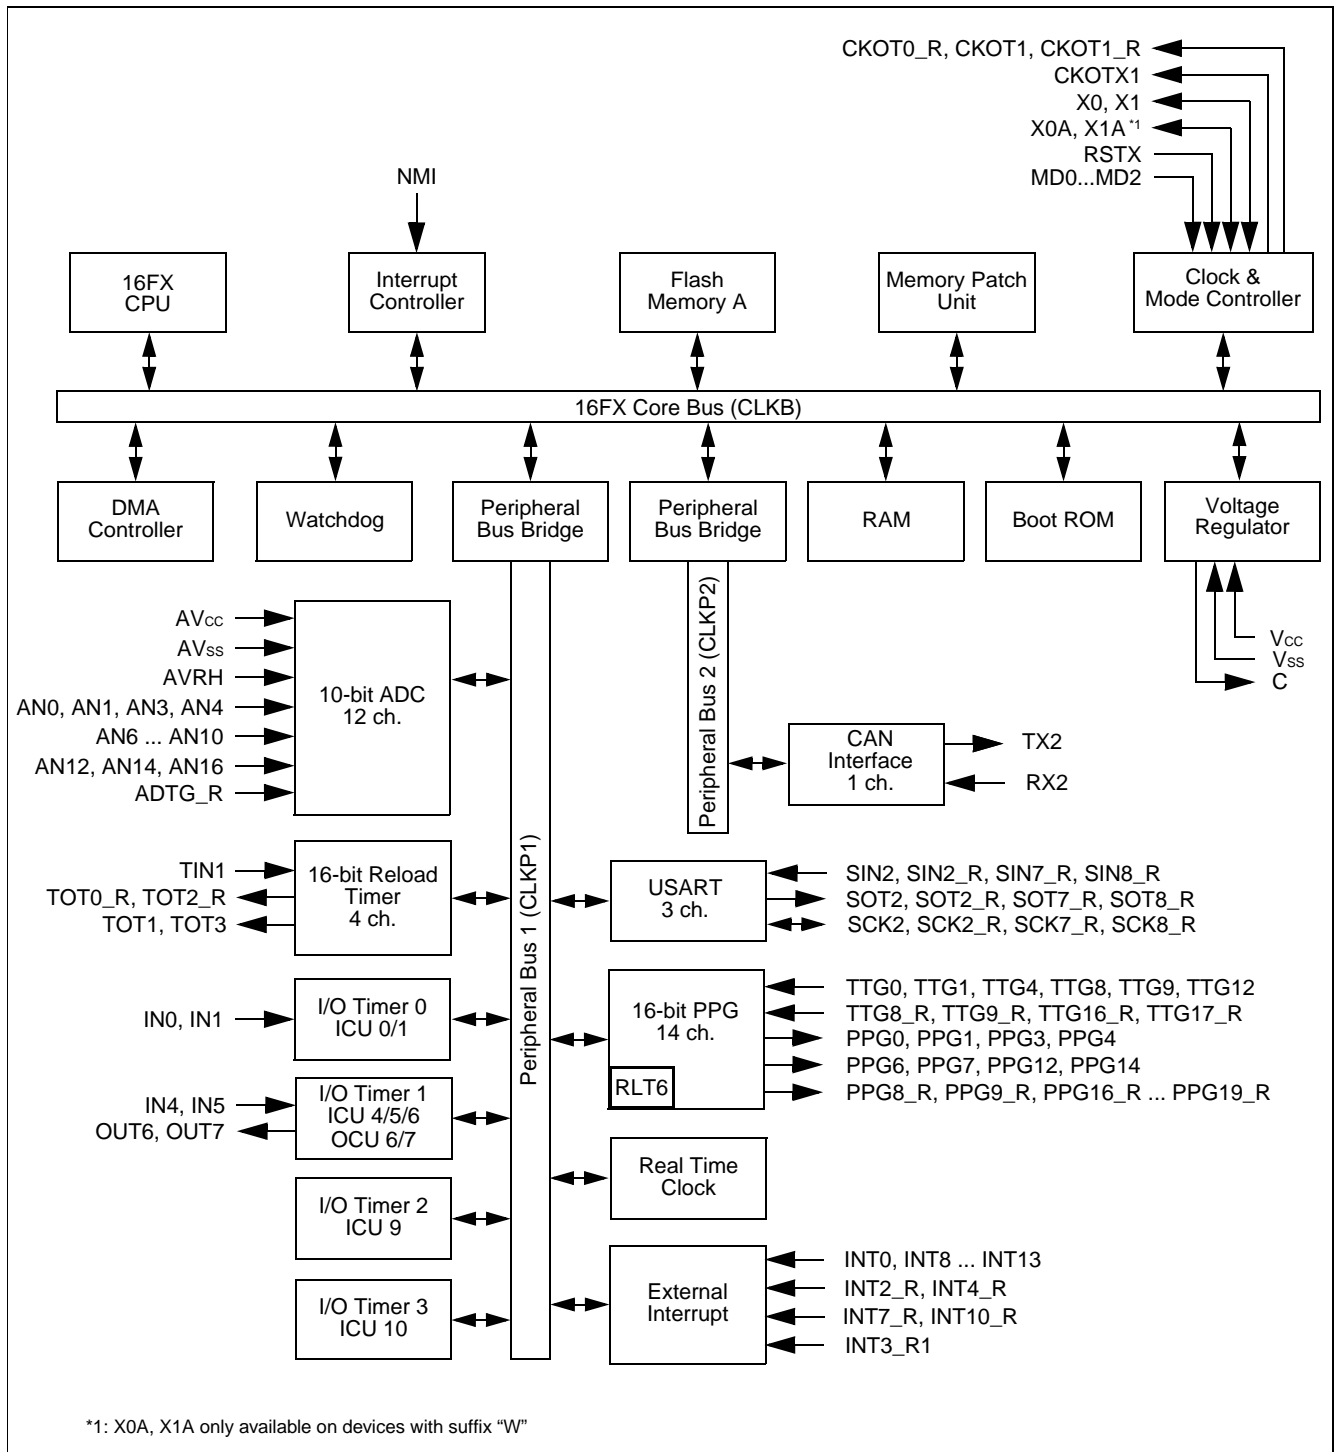 CKOT0_R, CKOT1, CKOT1_R
CKOTX1
X0, X1
X0A, X1A *1
RSTX
MD0...MD2
NMI
16FX
CPU
Interrupt
Controller
Flash
Memory A
Memory Patch
Unit
Clock &
Mode Controller
16FX Core Bus (CLKB)
DMA
Controller
Watchdog
Peripheral
Bus Bridge
Peripheral
Bus Bridge
RAM
Boot ROM
Voltage
Regulator
AVcc
AVss
AVRH
AN0, AN1, AN3, AN4
AN6 ... AN10
AN12, AN14, AN16
ADTG_R
10-bit ADC
12 ch.
Peripheral Bus 1 (CLKP1)
Peripheral Bus 2 (CLKP2)
Vcc
Vss
C
CAN
Interface
1 ch.
TX2
RX2
TIN1
TOT0_R, TOT2_R
TOT1, TOT3
16-bit Reload
Timer
4 ch.
USART
3 ch.
SIN2, SIN2_R, SIN7_R, SIN8_R
SOT2, SOT2_R, SOT7_R, SOT8_R
SCK2, SCK2_R, SCK7_R, SCK8_R
IN0, IN1
I/O Timer 0
ICU 0/1
16-bit PPG
14 ch.
RLT6
TTG0, TTG1, TTG4, TTG8, TTG9, TTG12
TTG8_R, TTG9_R, TTG16_R, TTG17_R
PPG0, PPG1, PPG3, PPG4
PPG6, PPG7, PPG12, PPG14
PPG8_R, PPG9_R, PPG16_R ... PPG19_R
IN4, IN5
OUT6, OUT7
I/O Timer 1
ICU 4/5/6
OCU 6/7
Real Time
Clock
I/O Timer 2
ICU 9
External
Interrupt
INT0, INT8 ... INT13
INT2_R, INT4_R
INT7_R, INT10_R
INT3_R1
I/O Timer 3
ICU 10
*1: X0A, X1A only available on devices with suffix “W”